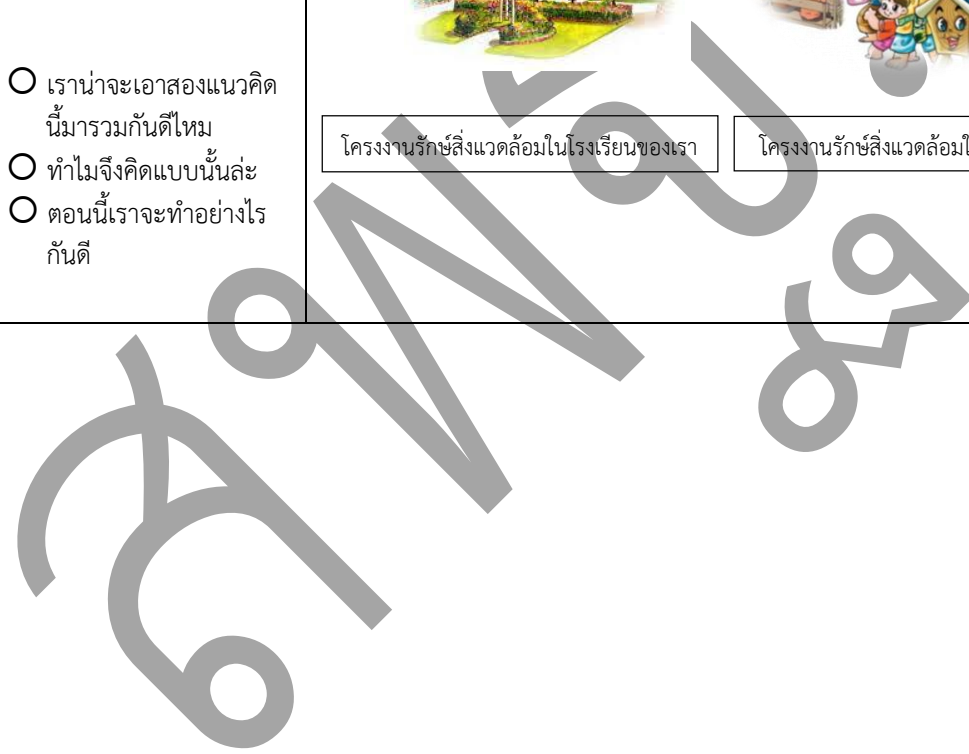 เราน่าจะเอาสองแนวคิด
นี้มารวมกันดีไหม
ทำไมจึงคิดแบบนั้นล่ะ
ตอนนี้เราจะทำอย่างไร
กันดี
โครงงานรักษ์สิ่งแวดล้อมในโรงเรียนของเรา
โครงงานรักษ์สิ่งแวดล้อมใ